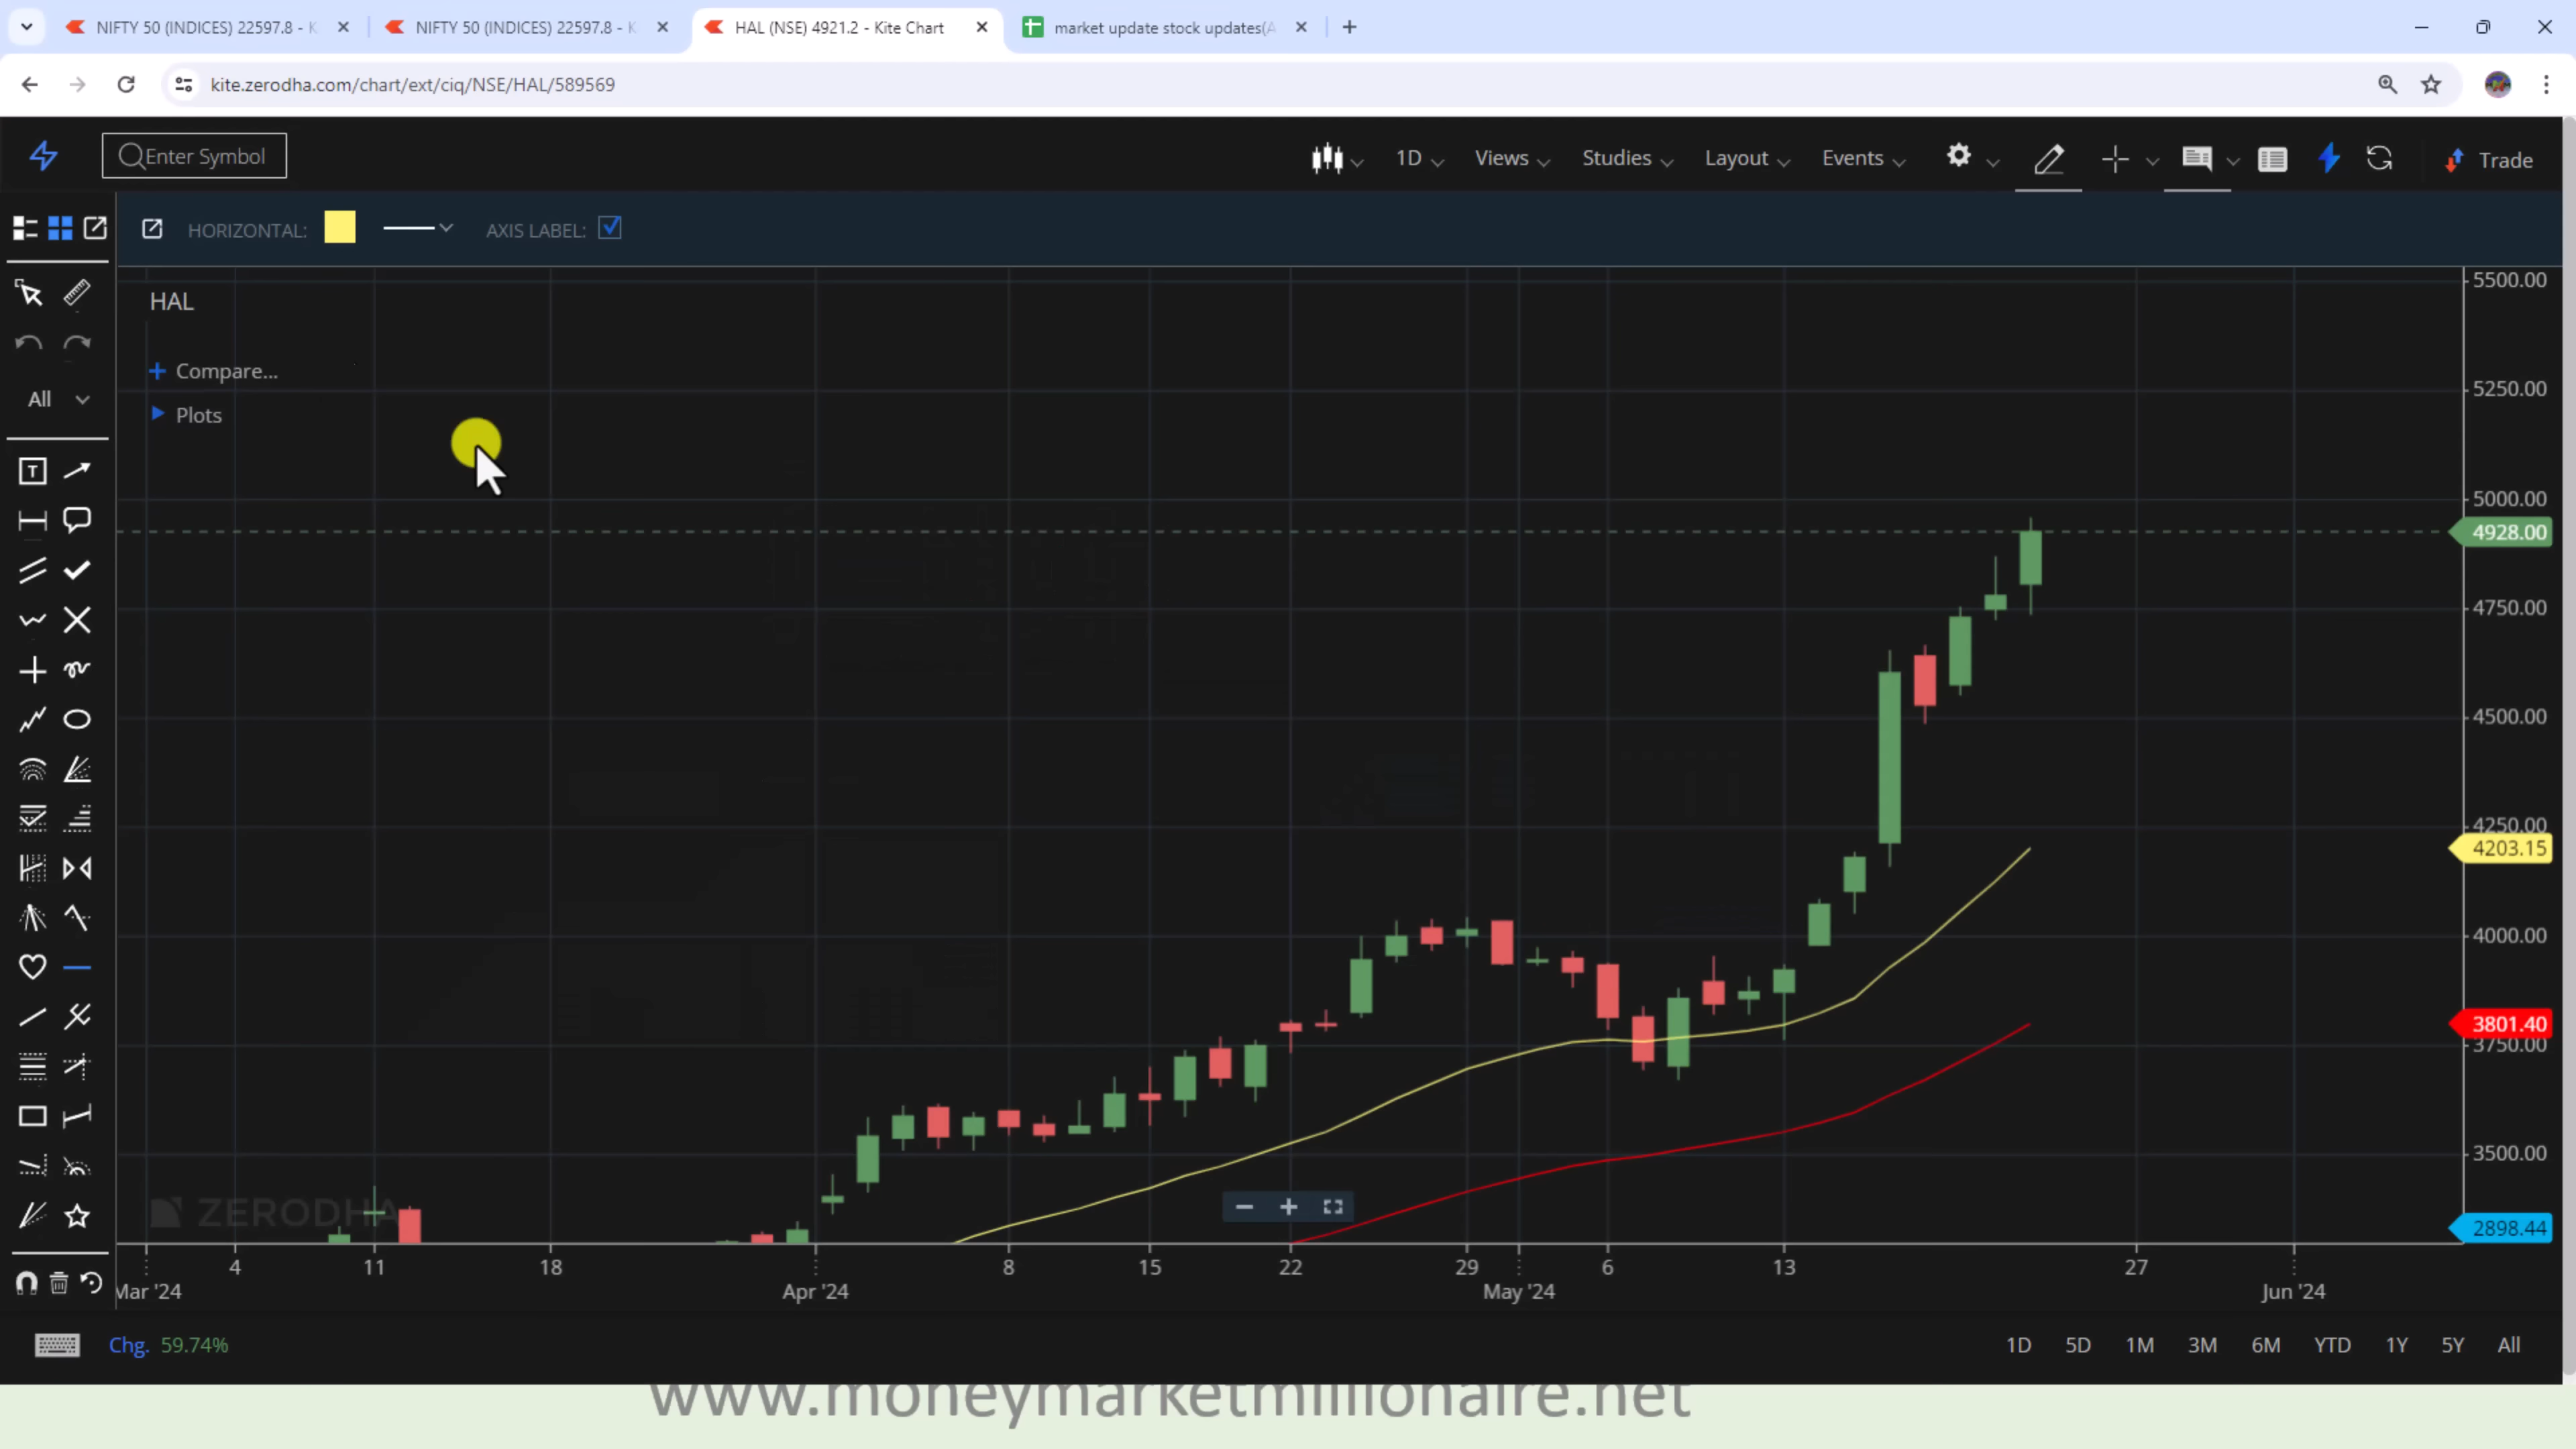 NIFTY 50 (INDICES) 22597.8 - K
NIFTY 50 (INDICES) 22597.8 - K
HAL (NSE) 4921.2 - Kite Chart
market update stock updates(A
kite.zerodha.com/chart/ext/ciq/NSE/HAL/589569
Enter Symbol
1D
Views
Studies
Layout
Events
Trade
HORIZONTAL:
AXIS LABEL:
HAL
Compare...
Plots
All
T
5500.00
5250.00
5000.00
4928.00
4750.00
4500.00
4250.00
4203.15
4000.00
3801.40
3750.00
3500.00
2898.44
ZERODHA
4
11
18
8
15
22
29
6
13
27
Mar '24
Apr '24
May '24
Jun '24
Chg. 59.74%
1D 5D 1M 3M 6M YTD 1Y 5Y All
www.moneymarketmillionaire.net